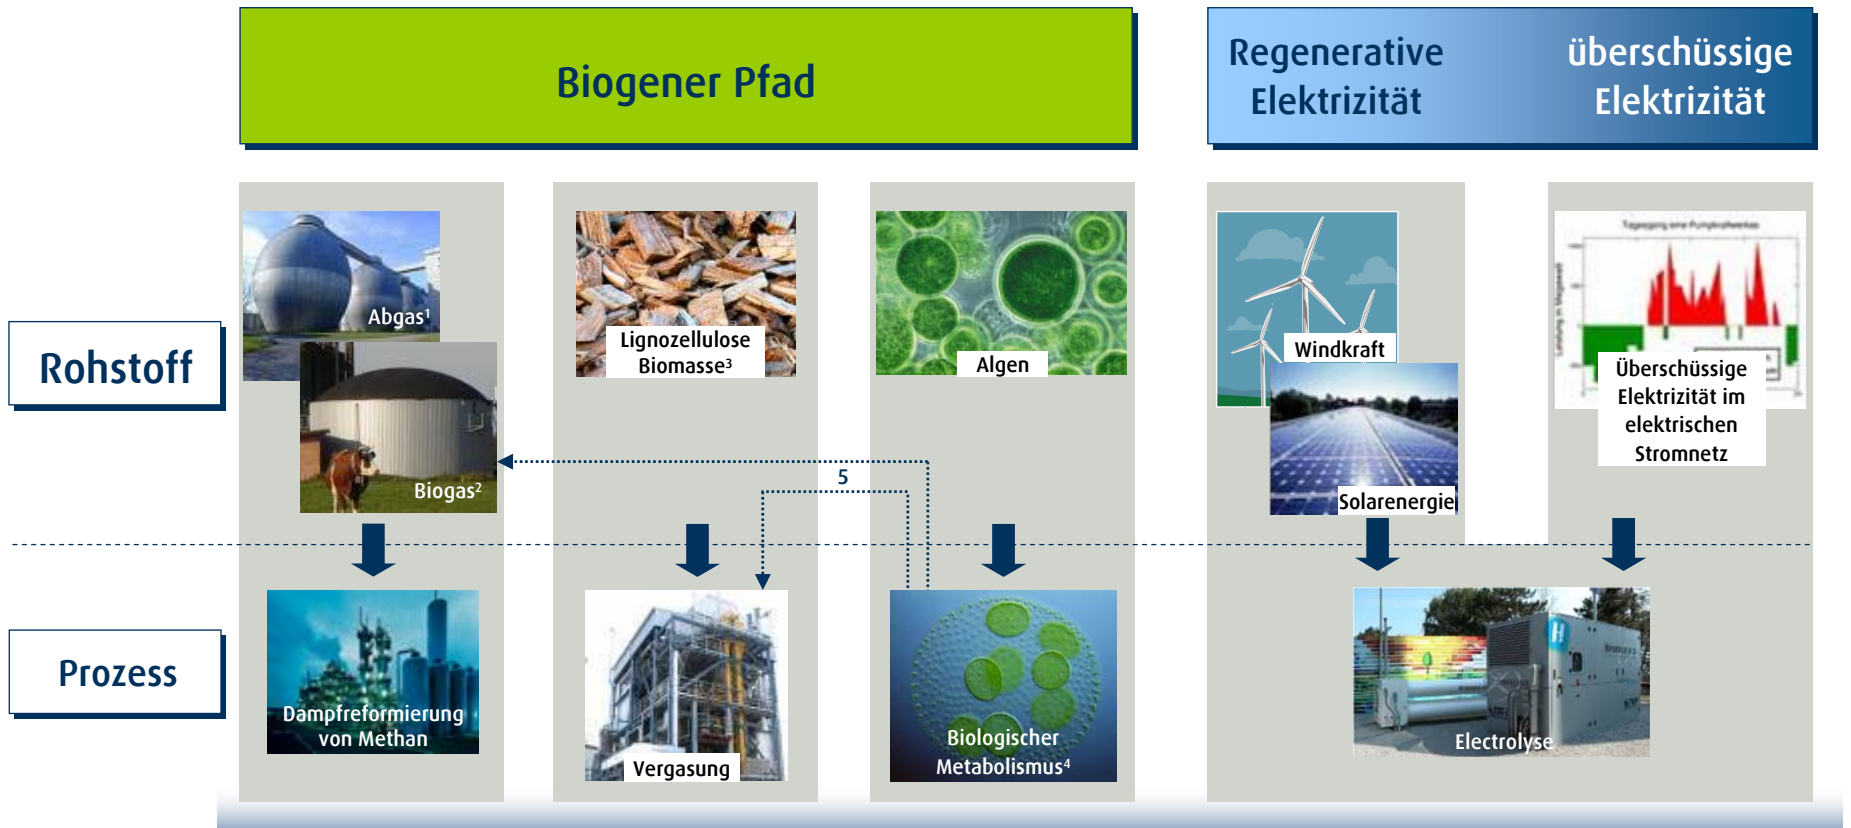 Biogener Pfad
Regenerative
Elektrizität
überschüssige
Elektrizität
Rohstoff
Abgas¹
Biogas²
Lignozellulose
Biomasse³
Algen
Windkraft
Solarenergie
Überschüssige
Elektrizität im
elektrischen
Stromnetz
5
Prozess
Dampfreformierung
von Methan
Vergasung
Biologischer
Metabolismus⁴
Electrolyse